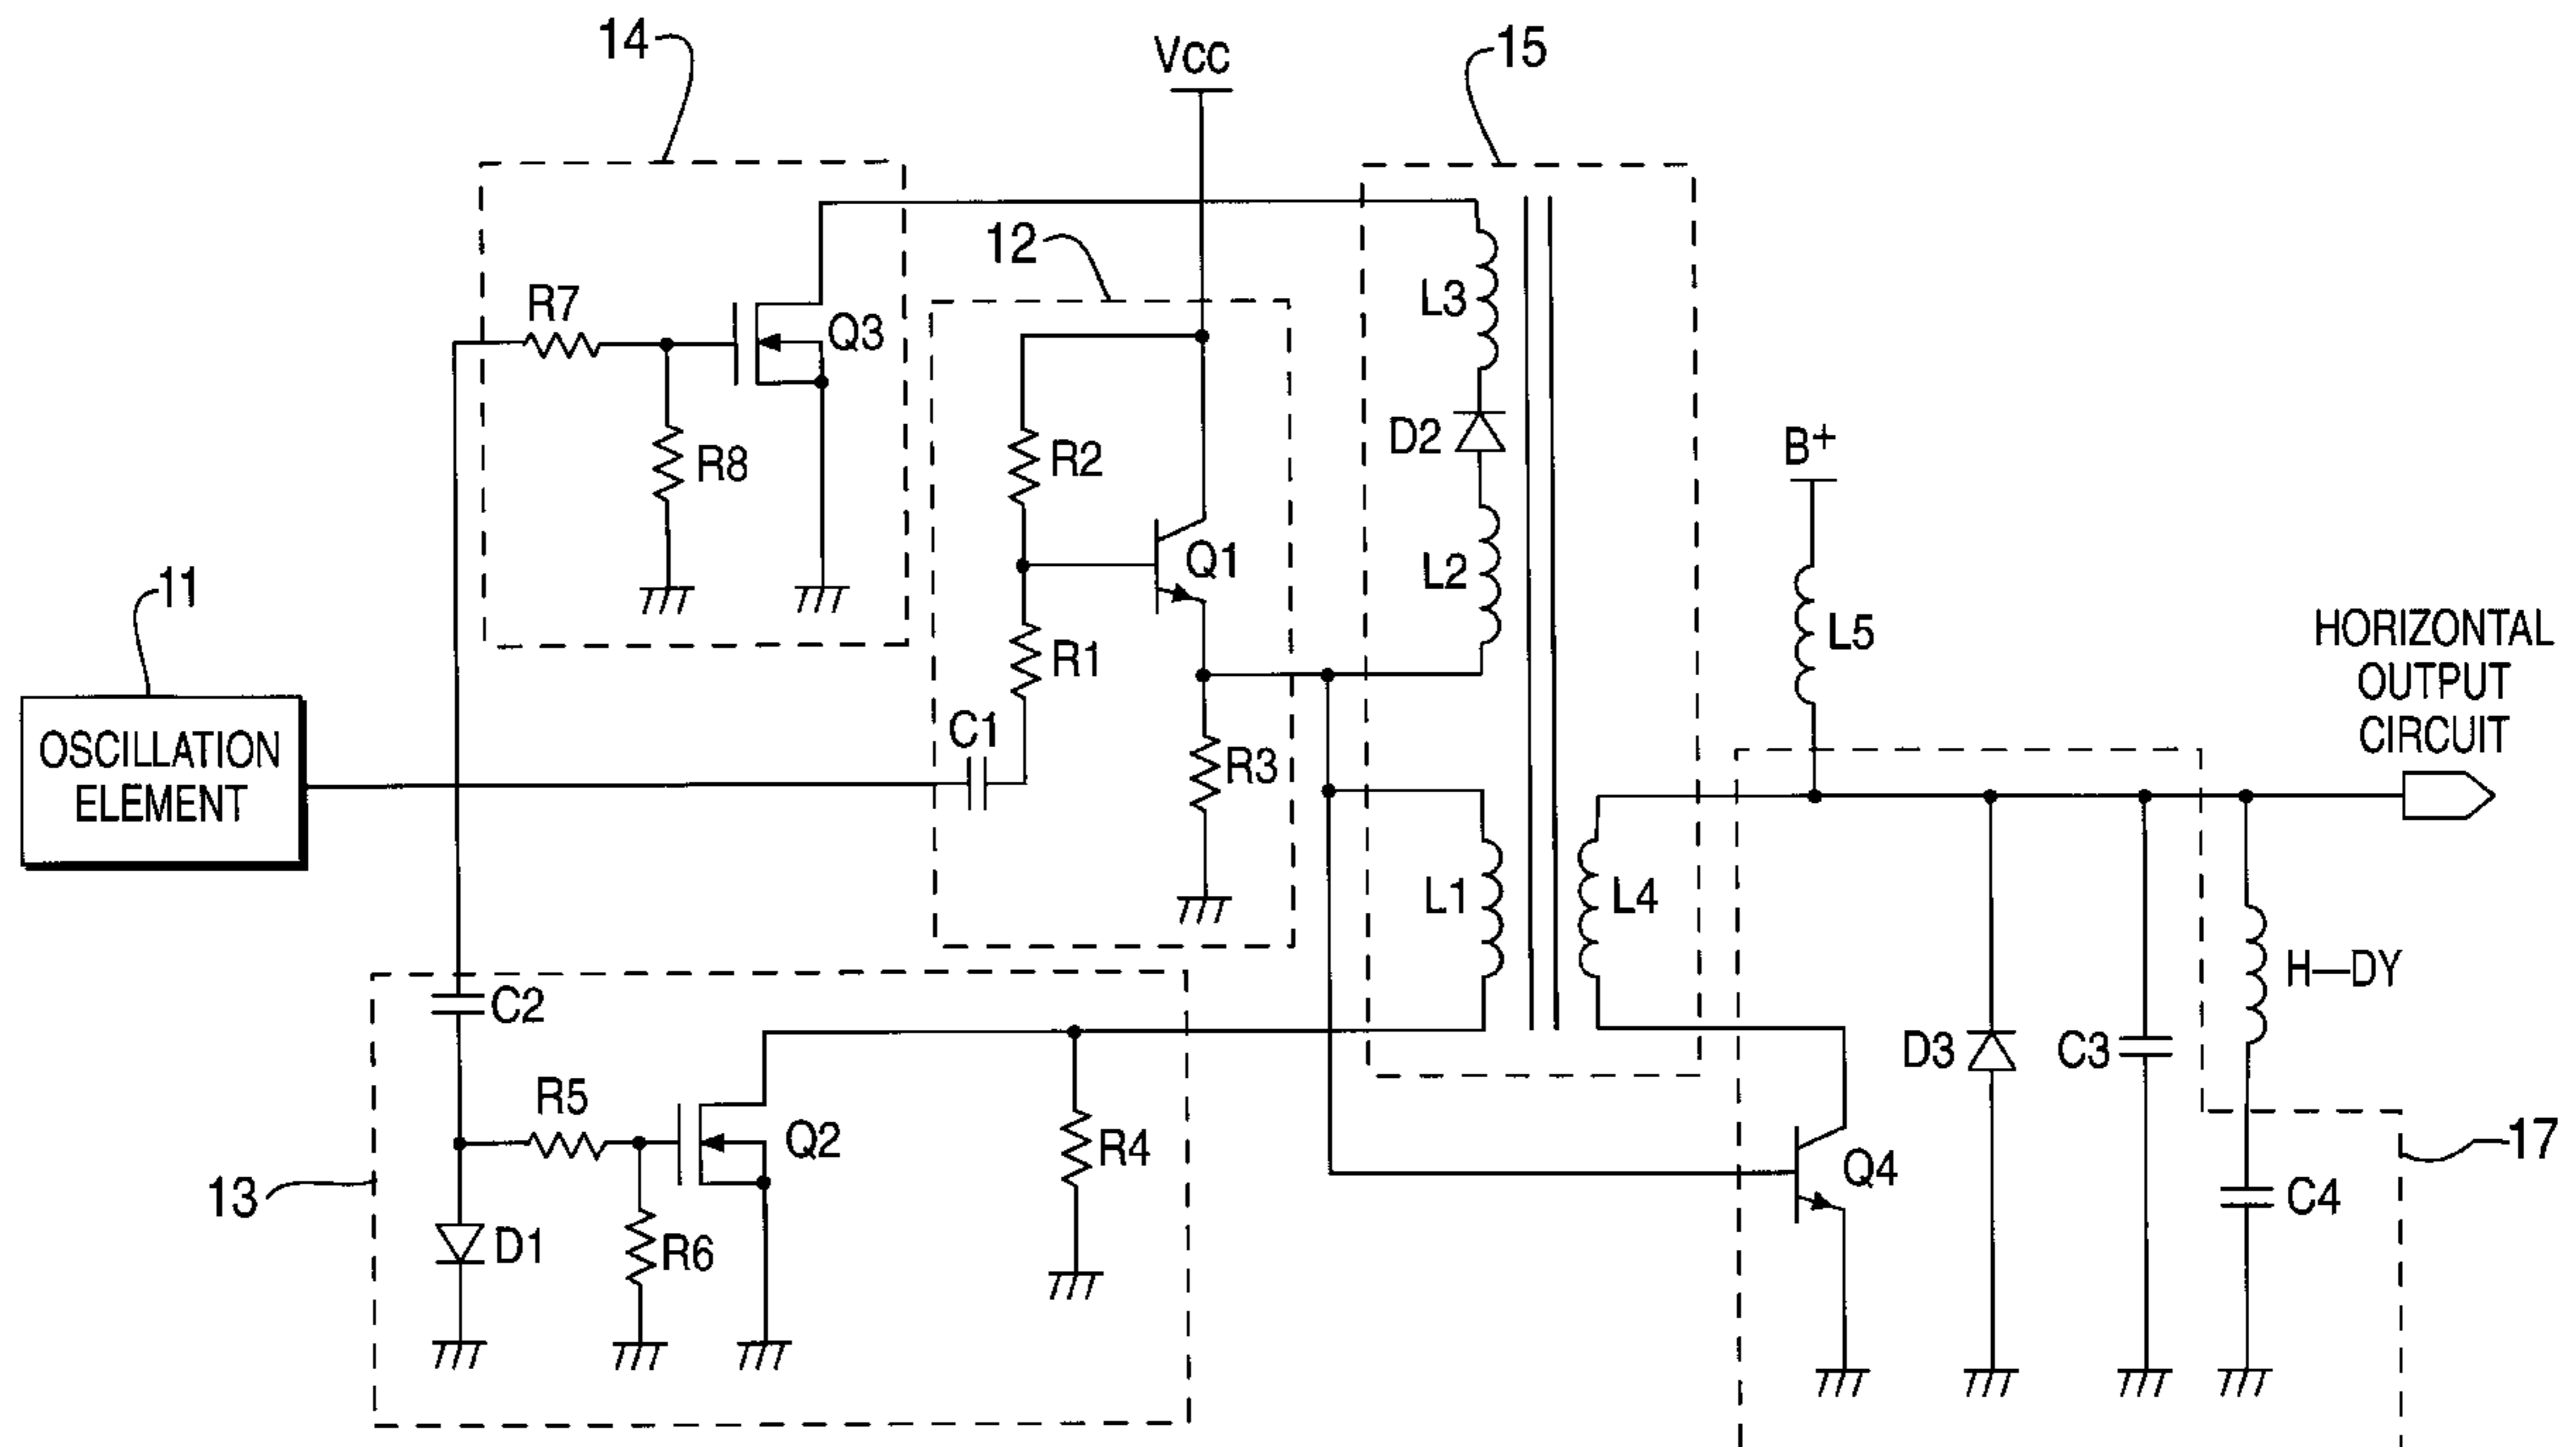 14
15
Vcc
12
L3
R7
Q3
D2
B+
R2
R8
Q1
L2
11
L5
HORIZONTAL
OUTPUT
CIRCUIT
R1
C1
OSCILLATION
ELEMENT
R3
L1
L4
H—DY
C2
D3
C3
R5
Q2
R4
17
Q4
13
C4
D1
R6